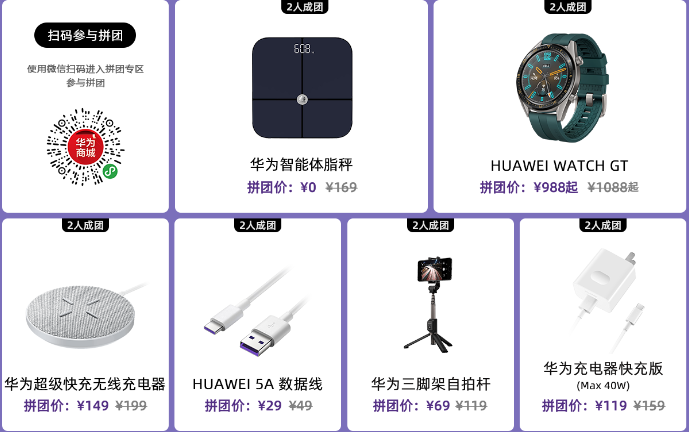 扫码参与拼团
使用微信扫码进入拼团专区
参与拼团
华为
商城
2人成团
608
华为智能体脂秤
拼团价：¥0 ¥169
2人成团
HUAWEI WATCH GT
拼团价：¥988起 ¥1088起
2人成团
华为超级快充无线充电器
拼团价：¥149 ¥199
2人成团
HUAWEI 5A 数据线
拼团价：¥29 ¥49
2人成团
华为三脚架自拍杆
拼团价：¥69 ¥119
2人成团
华为充电器快充版
(Max 40W)
拼团价：¥119 ¥159